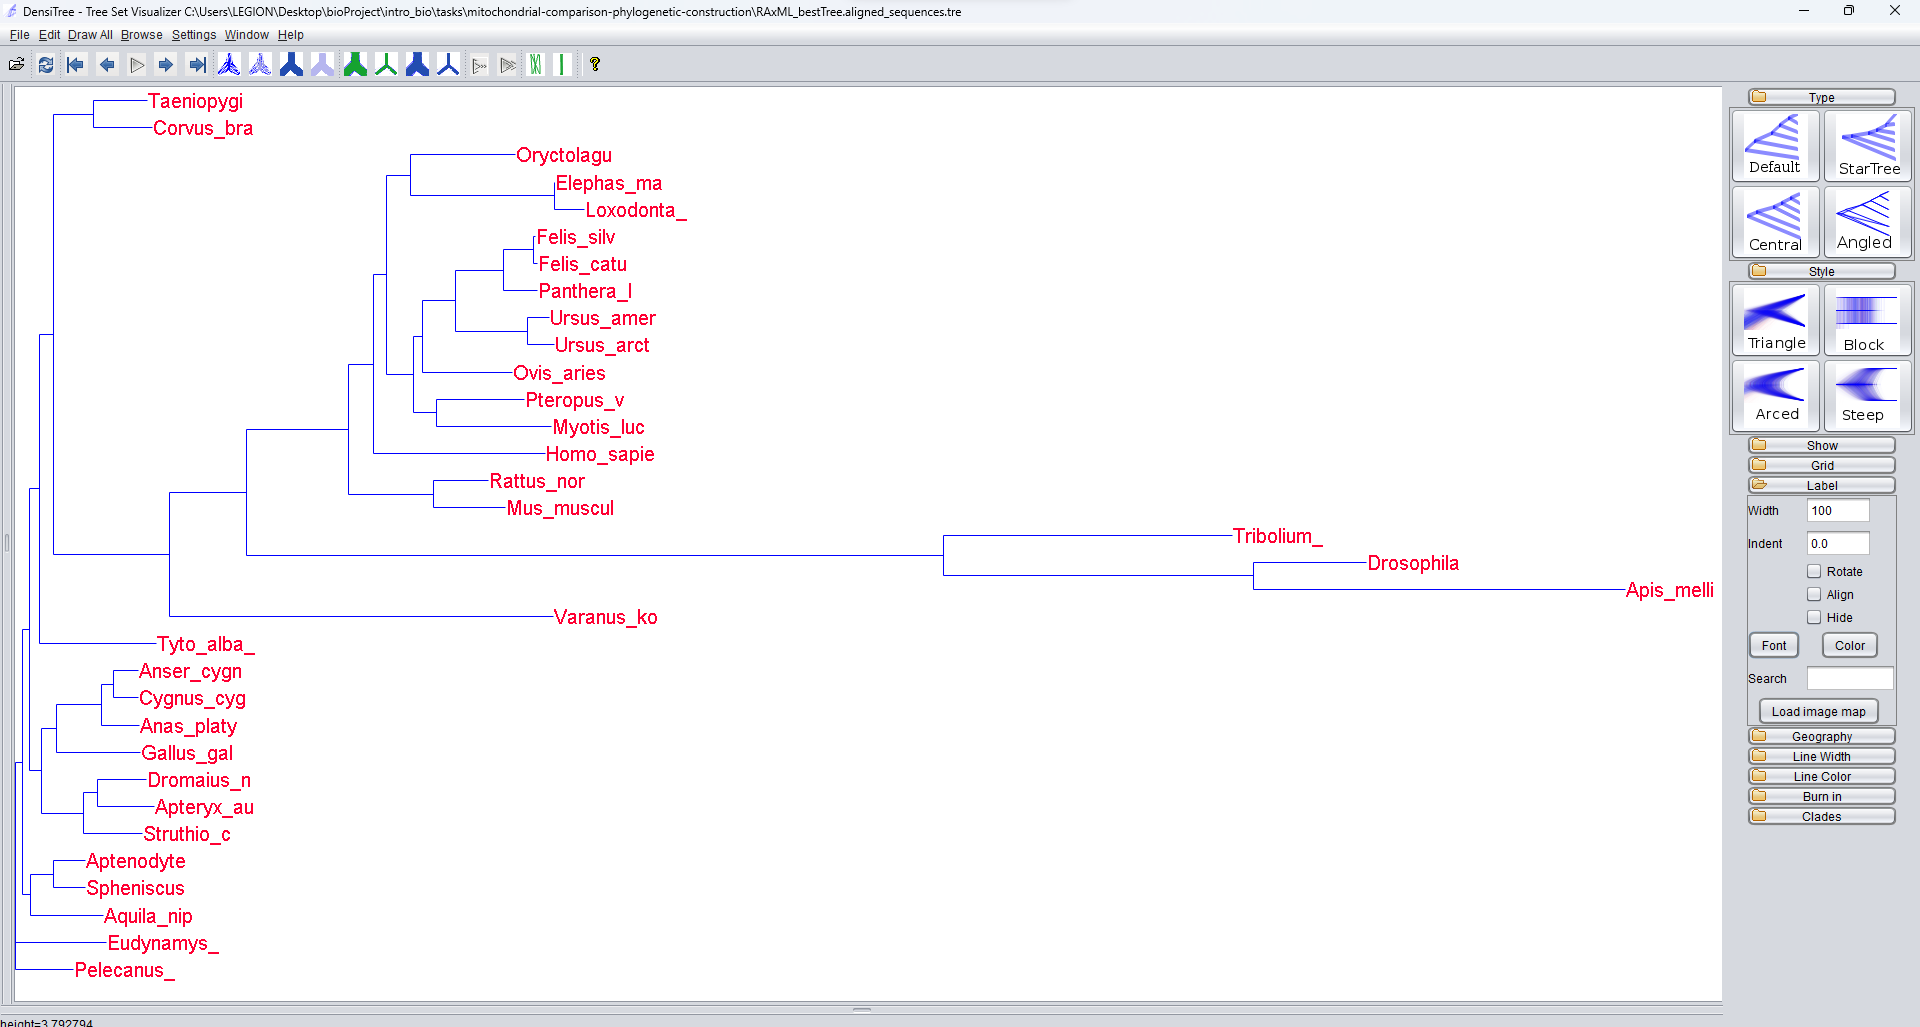 DensiTree - Tree Set Visualizer C:\Users\LEGION\Desktop\bioProject\intro_bio\tasks\mitochondrial-comparison-phylogenetic-construction\RAxML_bestTree.aligned_sequences.tre
File Edit Draw All Browse Settings Window Help
?
Taeniopygi
Corvus_bra
Oryctolagu
Elephas_ma
Loxodonta_
Felis_silv
Felis_catu
Panthera_l
Ursus_amer
Ursus_arct
Ovis_aries
Pteropus_v
Myotis_luc
Homo_sapie
Rattus_nor
Mus_muscul
Tribolium_
Drosophila
Apis_melli
Varanus_ko
Tyto_alba_
Anser_cygn
Cygnus_cyg
Anas_platy
Gallus_gal
Dromaius_n
Apteryx_au
Struthio_c
Aptenodyte
Spheniscus
Aquila_nip
Eudynamys_
Pelecanus_
Type
Default StarTree
Central Angled
Style
Triangle Block
Arced Steep
Show
Grid
Label
Width 100
Indent 0.0
Rotate
Align
Hide
Font Color
Search
Load image map
Geography
Line Width
Line Color
Burn in
Clades
height=3.792794